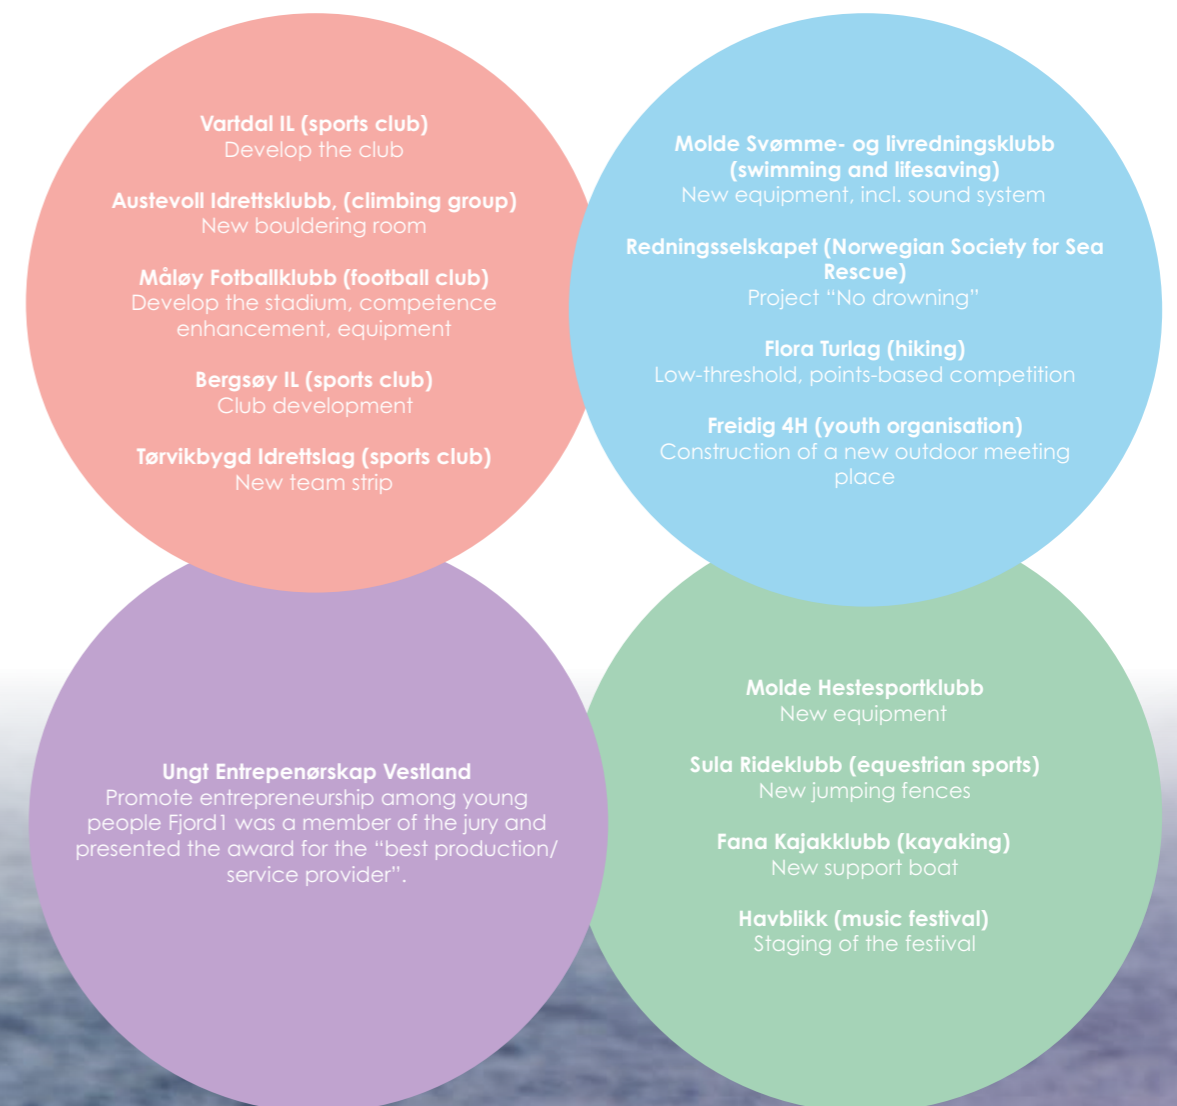 Vartdal IL (sports club)
Develop the club
Austevoll Idrettsklubb, (climbing group)
New bouldering room
Måløy Fotballklubb (football club)
Develop the stadium, competence
enhancement, equipment
Bergsøy IL (sports club)
Club development
Tørvikbygd Idrettslag (sports club)
New team strip
Molde Svømme- og livredningsklubb
(swimming and lifesaving)
New equipment, incl. sound system
Redningsselskapet (Norwegian Society for Sea
Rescue)
Project “No drowning”
Flora Turlag (hiking)
Low-threshold, points-based competition
Freidig 4H (youth organisation)
Construction of a new outdoor meeting
place
Ungt Entrepenørskap Vestland
Promote entrepreneurship among young
people Fjord1 was a member of the jury and
presented the award for the “best production/
service provider”.
Molde Hestesportklubb
New equipment
Sula Rideklubb (equestrian sports)
New jumping fences
Fana Kajakklubb (kayaking)
New support boat
Havblikk (music festival)
Staging of the festival